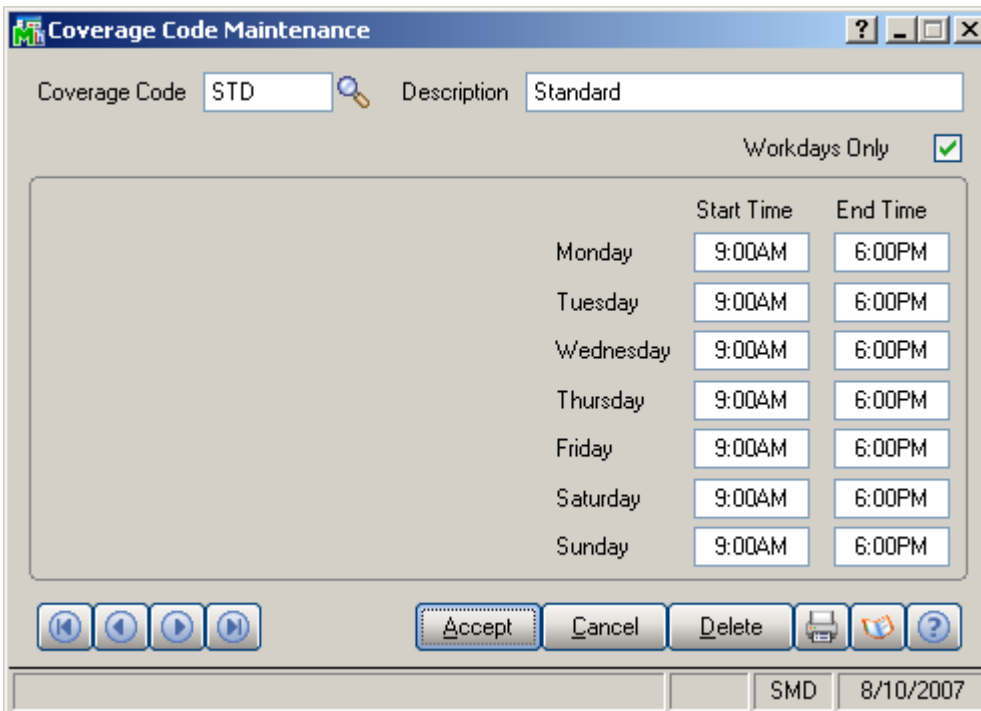 Coverage Code Maintenance
Coverage Code STD Description Standard
Workdays Only
Start Time End Time
Monday 9:00AM 6:00PM
Tuesday 9:00AM 6:00PM
Wednesday 9:00AM 6:00PM
Thursday 9:00AM 6:00PM
Friday 9:00AM 6:00PM
Saturday 9:00AM 6:00PM
Sunday 9:00AM 6:00PM
Accept Cancel Delete
SMD 8/10/2007